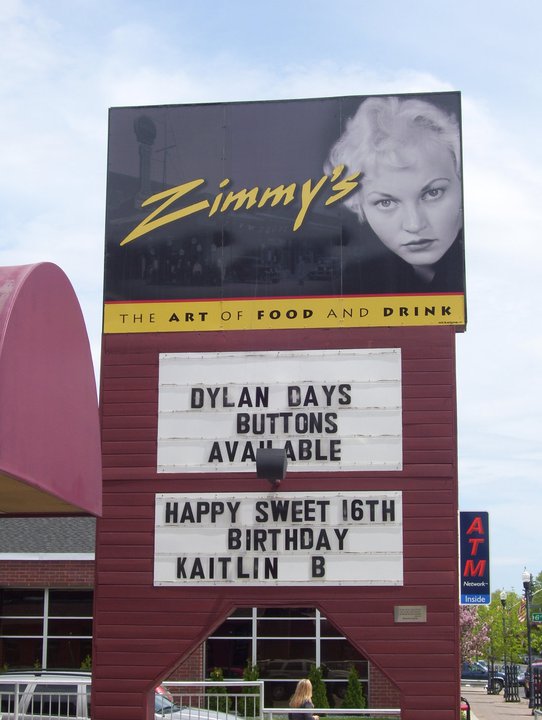 Zimmy's
THE ART OF FOOD AND DRINK
DYLAN DAYS
BUTTONS
AVAILABLE
HAPPY SWEET 16TH
BIRTHDAY
KAITLIN B
ATM
Network
Inside